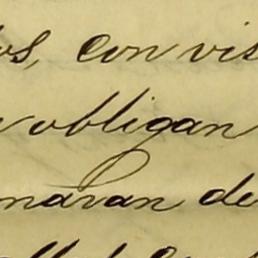 os, con vis
obligan
maran de